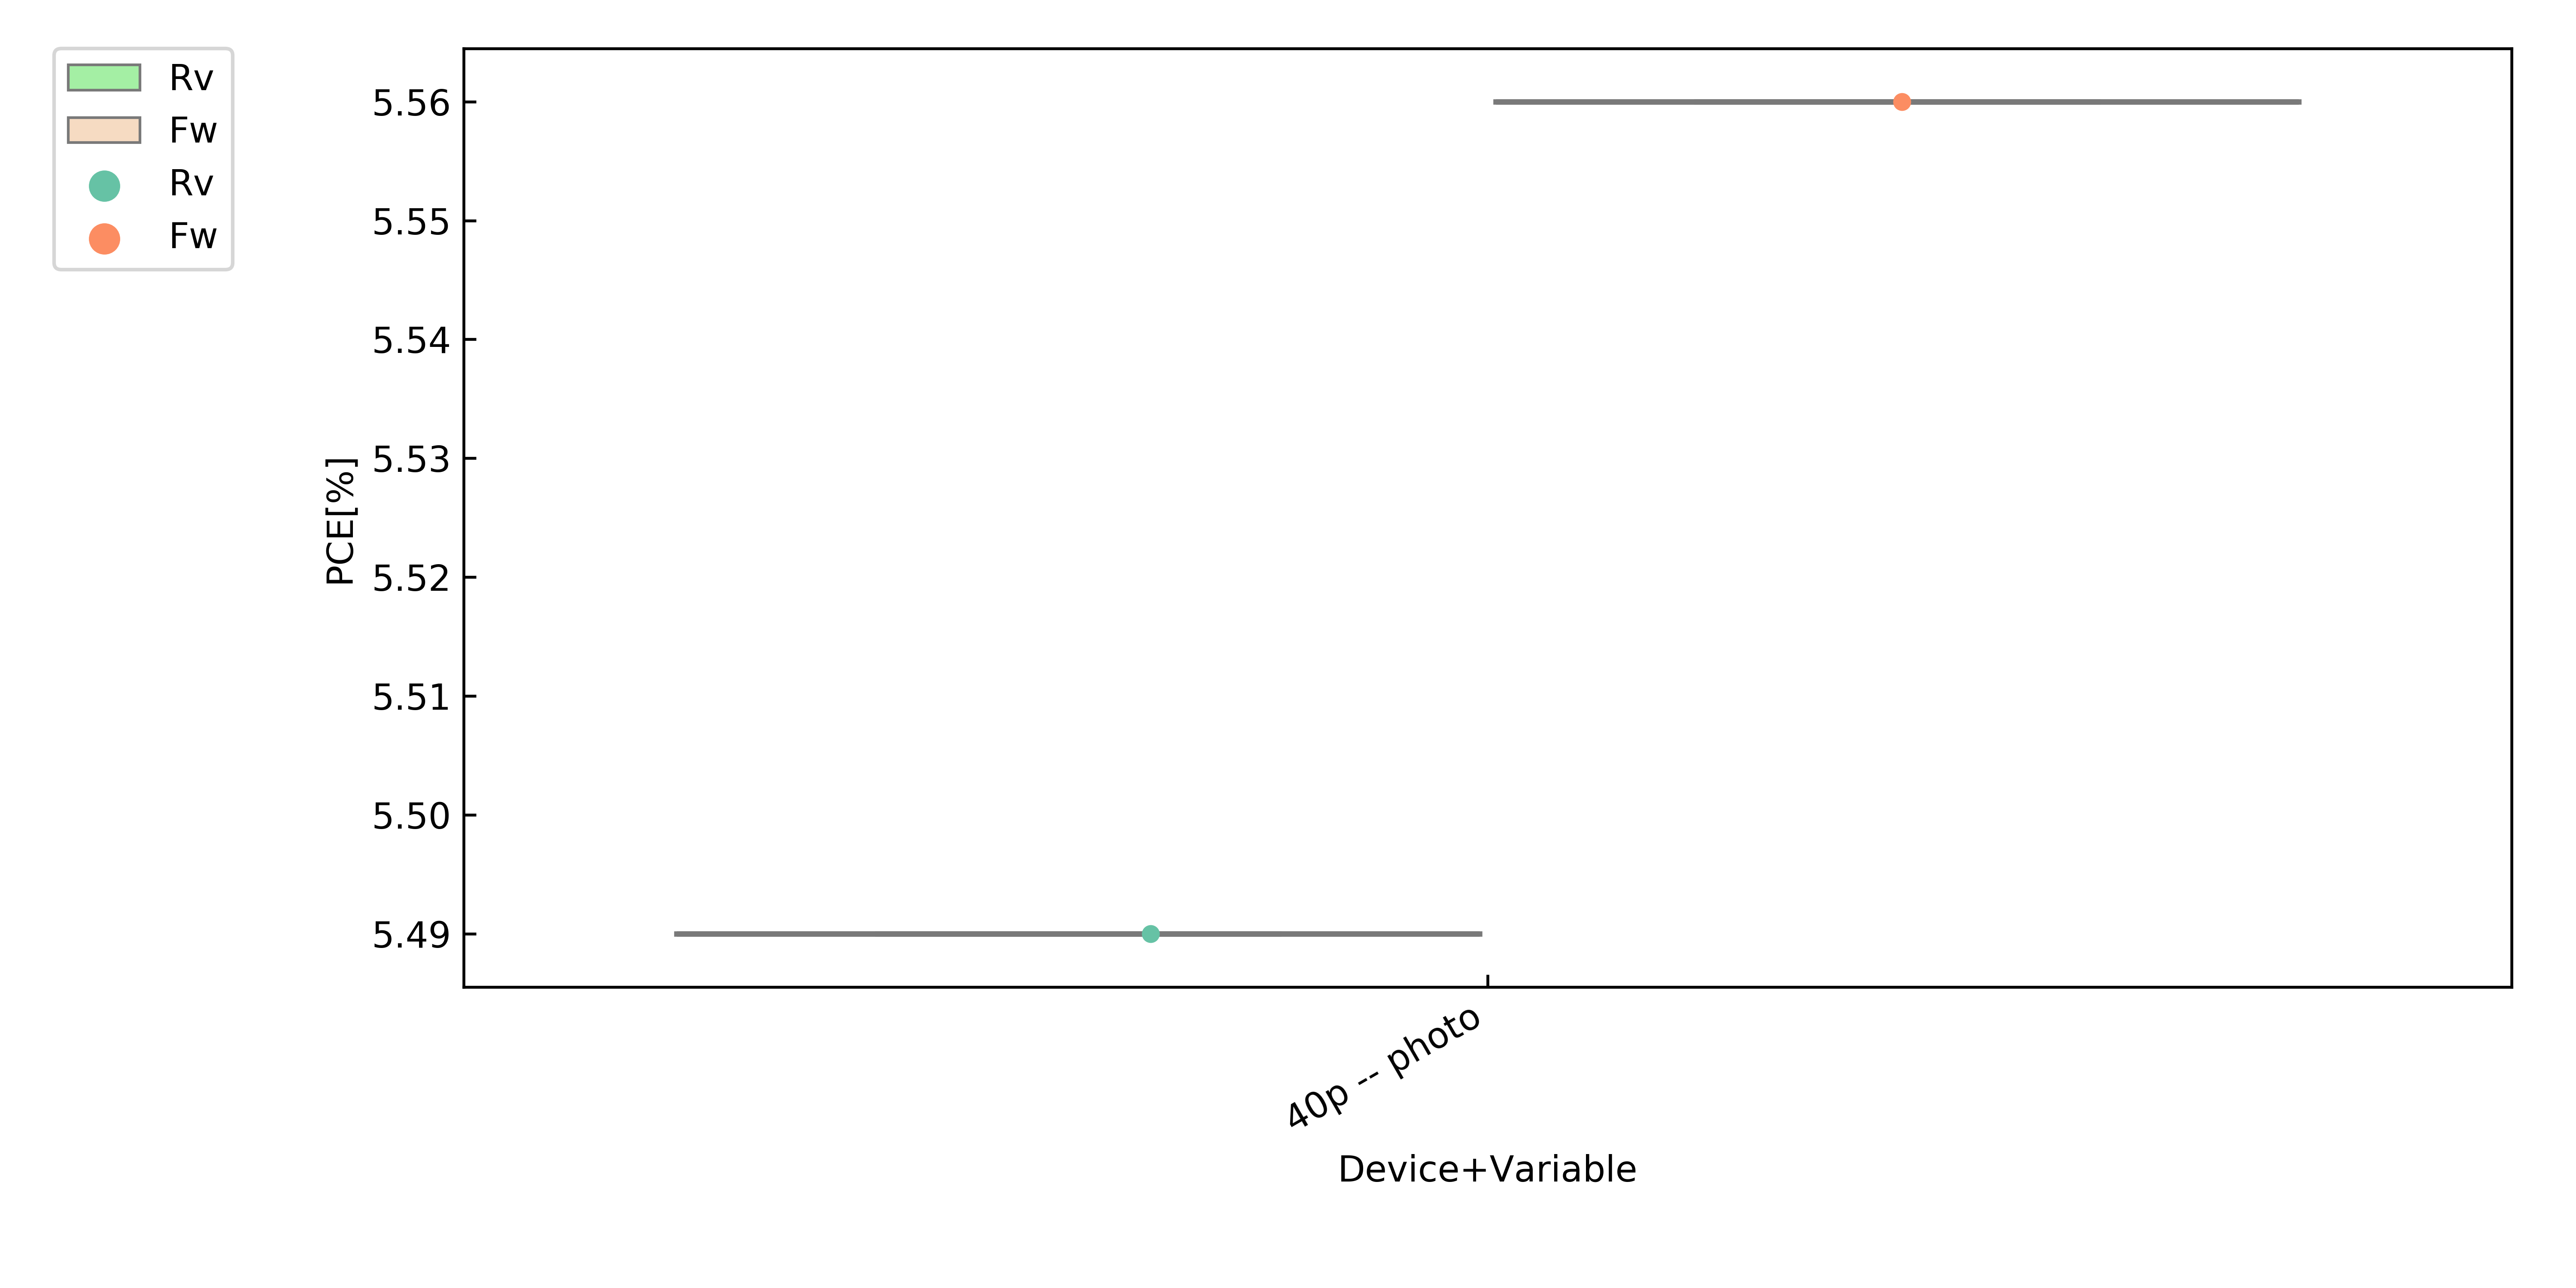 Rv
Fw
Rv
Fw
PCE[%]
5.56
5.55
5.54
5.53
5.52
5.51
5.50
5.49
40p -- photo
Device+Variable